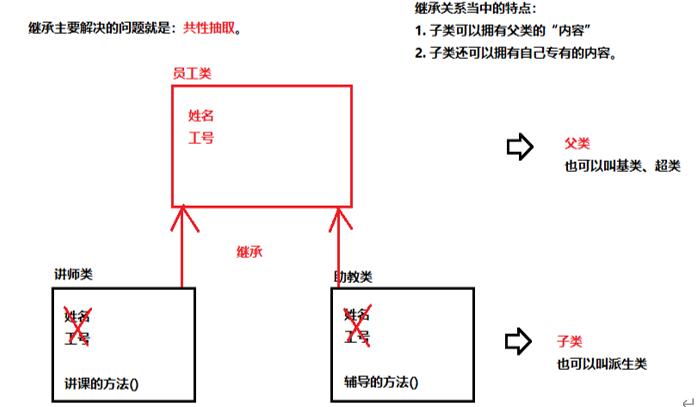 继承主要解决的问题就是：共性抽取。
继承关系当中的特点：
1. 子类可以拥有父类的“内容”
2. 子类还可以拥有自己专有的内容。
员工类
姓名
工号
父类
也可以叫基类、超类
继承
讲师类
姓名
工号
讲课的方法()
助教类
姓名
工号
辅导的方法()
子类
也可以叫派生类